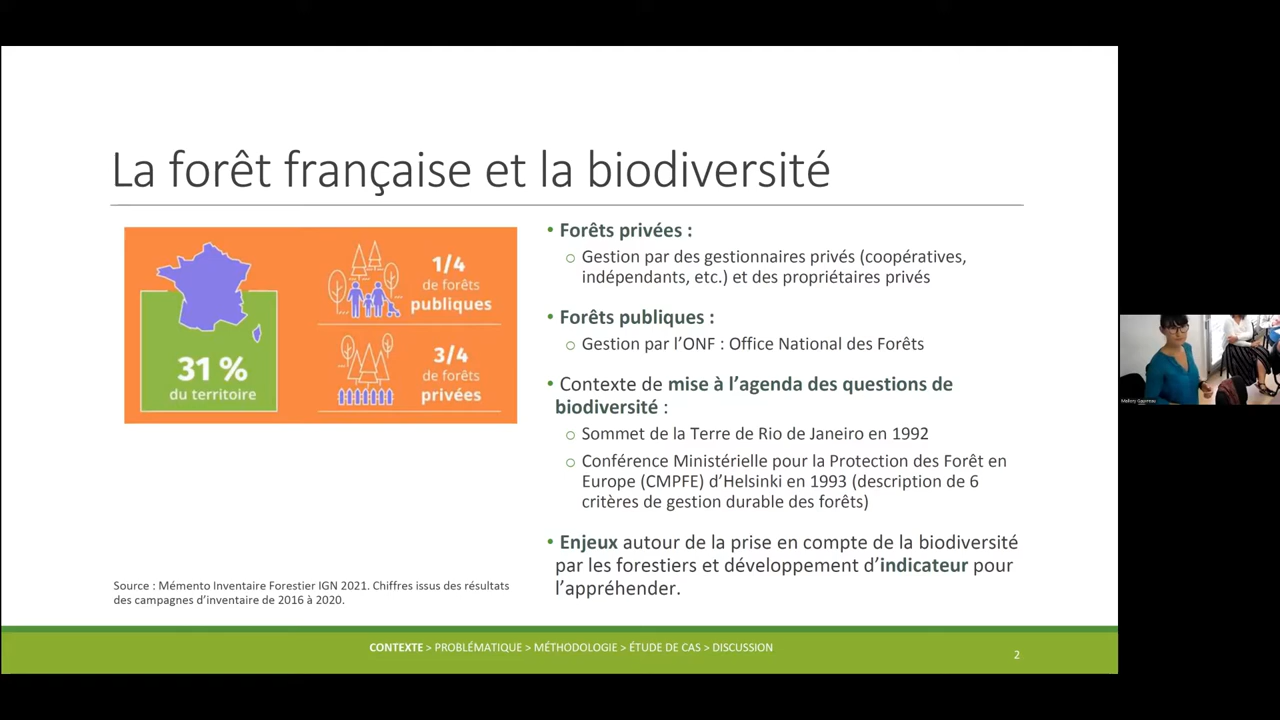 La forêt française et la biodiversité
31 %
du territoire
1/4
de forêts
publiques
3/4
de forêts
privées
• Forêts privées :
o Gestion par des gestionnaires privés (coopératives,
indépendants, etc.) et des propriétaires privés
• Forêts publiques :
o Gestion par l’ONF : Office National des Forêts
• Contexte de mise à l’agenda des questions de
biodiversité :
o Sommet de la Terre de Rio de Janeiro en 1992
o Conférence Ministérielle pour la Protection des Forêt en
Europe (CMPFE) d’Helsinki en 1993 (description de 6
critères de gestion durable des forêts)
• Enjeux autour de la prise en compte de la biodiversité
par les forestiers et développement d’indicateur pour
l’appréhender.
Source : Mémento Inventaire Forestier IGN 2021. Chiffres issus des résultats
des campagnes d’inventaire de 2016 à 2020.
CONTEXTE > PROBLÉMATIQUE > MÉTHODOLOGIE > ÉTUDE DE CAS > DISCUSSION
2